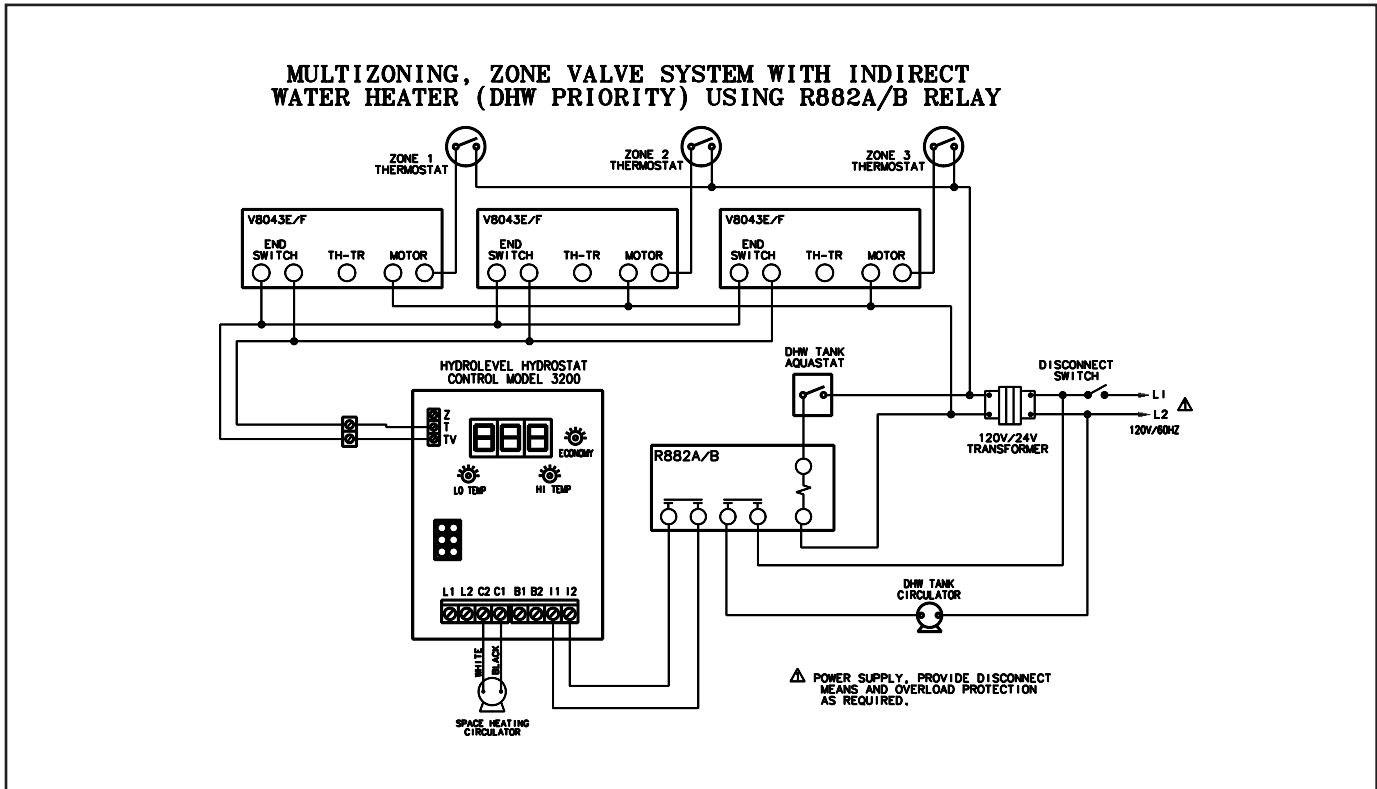 MULTIZONING, ZONE VALVE SYSTEM WITH INDIRECT
WATER HEATER (DHW PRIORITY) USING R882A/B RELAY
ZONE 1
THERMOSTAT
ZONE 2
THERMOSTAT
ZONE 3
THERMOSTAT
V8043E/F
END
SWITCH
TH-TR
MOTOR
V8043E/F
END
SWITCH
TH-TR
MOTOR
V8043E/F
END
SWITCH
TH-TR
MOTOR
HYDROLEVEL HYDROSTAT
CONTROL MODEL 3200
Z
T
TV
888
ECONOMY
LO TEMP
HI TEMP
L1 L2 C2 C1 B1 B2 I1 I2
WHITE
BLACK
SPACE HEATING
CIRCULATOR
DHW TANK
AQUASTAT
R882A/B
DISCONNECT
SWITCH
L1
L2
120V/60HZ
120V/24V
TRANSFORMER
DHW TANK
CIRCULATOR
⚠ POWER SUPPLY, PROVIDE DISCONNECT
MEANS AND OVERLOAD PROTECTION
AS REQUIRED.